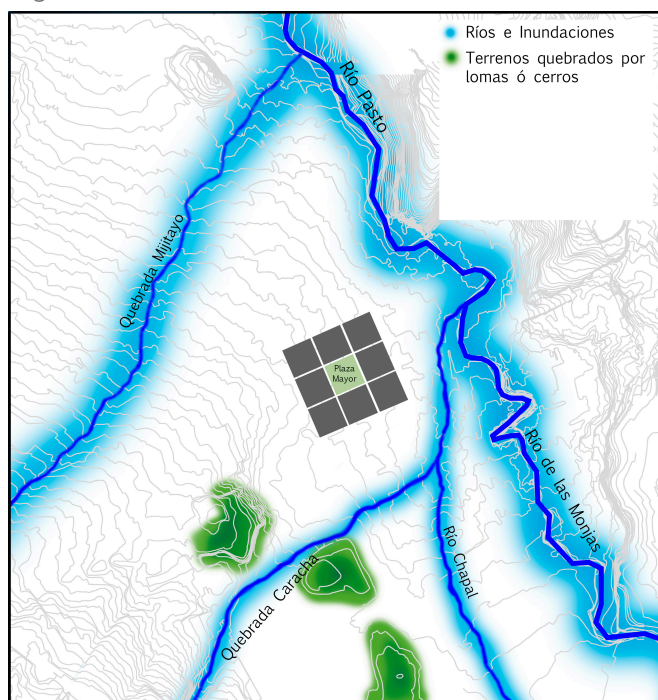 Ríos e Inundaciones
Terrenos quebrados por
lomas ó cerros
Río Pasto
Quebrada Mijitayo
Plaza
Mayor
Río de las Monjas
Río Chapal
Quebrada Caracha